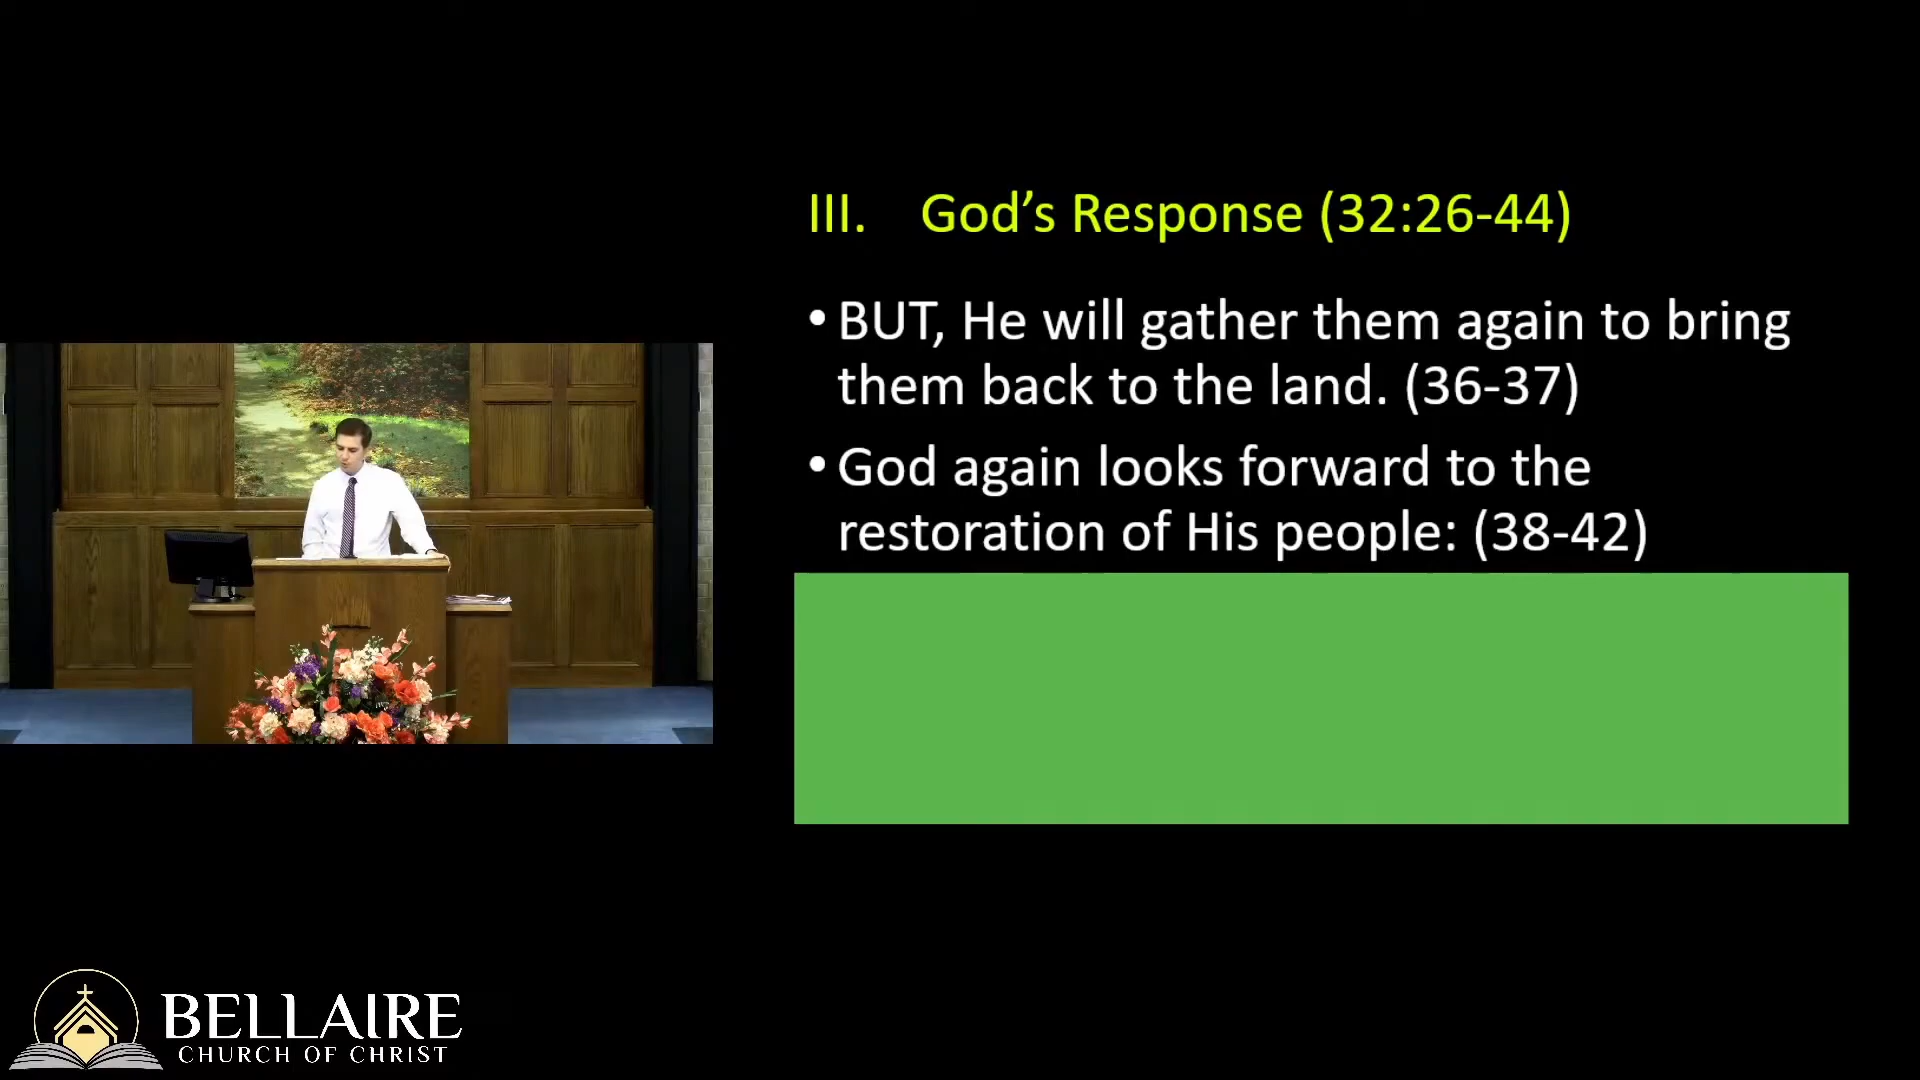 III. God’s Response (32:26-44)
• BUT, He will gather them again to bring
them back to the land. (36-37)
• God again looks forward to the
restoration of His people: (38-42)
BELLAIRE
CHURCH OF CHRIST